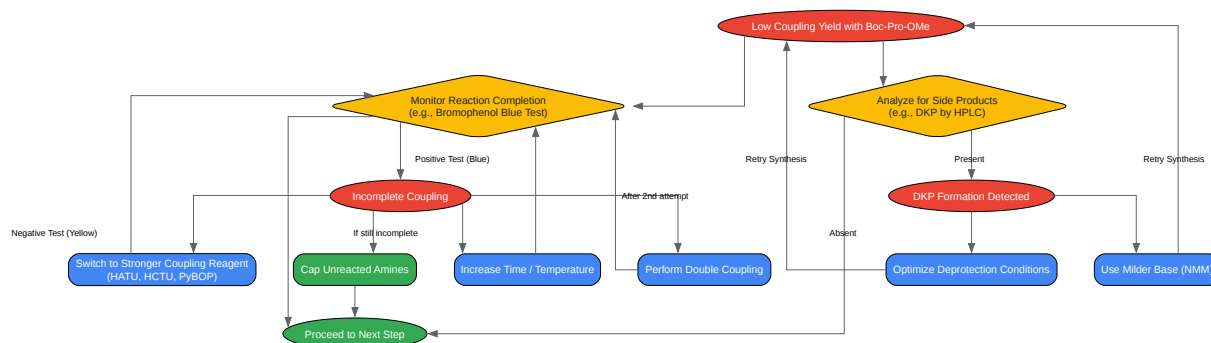 Low Coupling Yield with Boc-Pro-OMe
Monitor Reaction Completion
(e.g., Bromophenol Blue Test)
Analyze for Side Products
(e.g., DKP by HPLC)
Positive Test (Blue)
Retry Synthesis
Present
Retry Synthesis
Incomplete Coupling
After 2nd attempt
DKP Formation Detected
Negative Test (Yellow)
If still incomplete
Absent
Switch to Stronger Coupling Reagent
(HATU, HCTU, PyBOP)
Cap Unreacted Amines
Increase Time / Temperature
Perform Double Coupling
Optimize Deprotection Conditions
Use Milder Base (NMM)
Proceed to Next Step